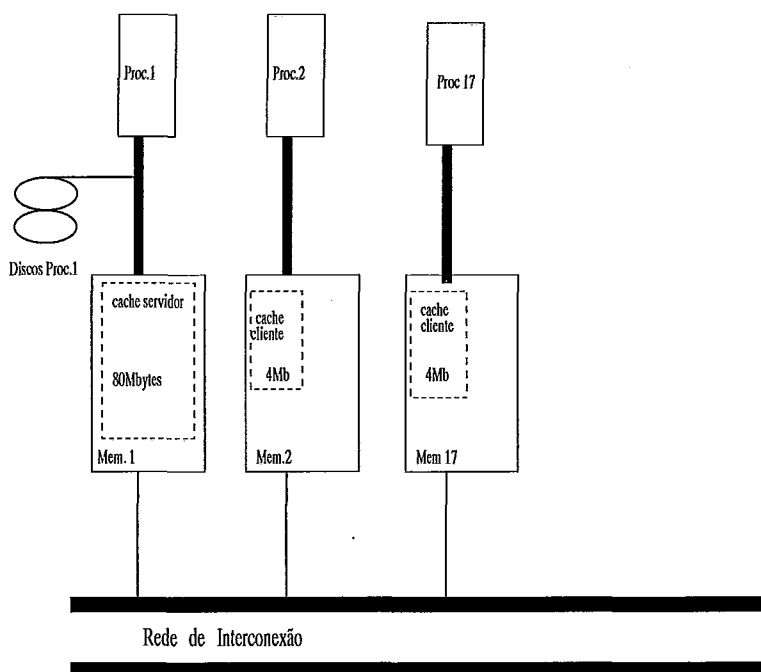 Proc.1
Proc.2
Proc 17
Discos Proc.1
cache servidor
80Mbytes
Mem. 1
cache
cliente
4Mb
Mem.2
cache
cliente
4Mb
Mem 17
Rede de Interconexão